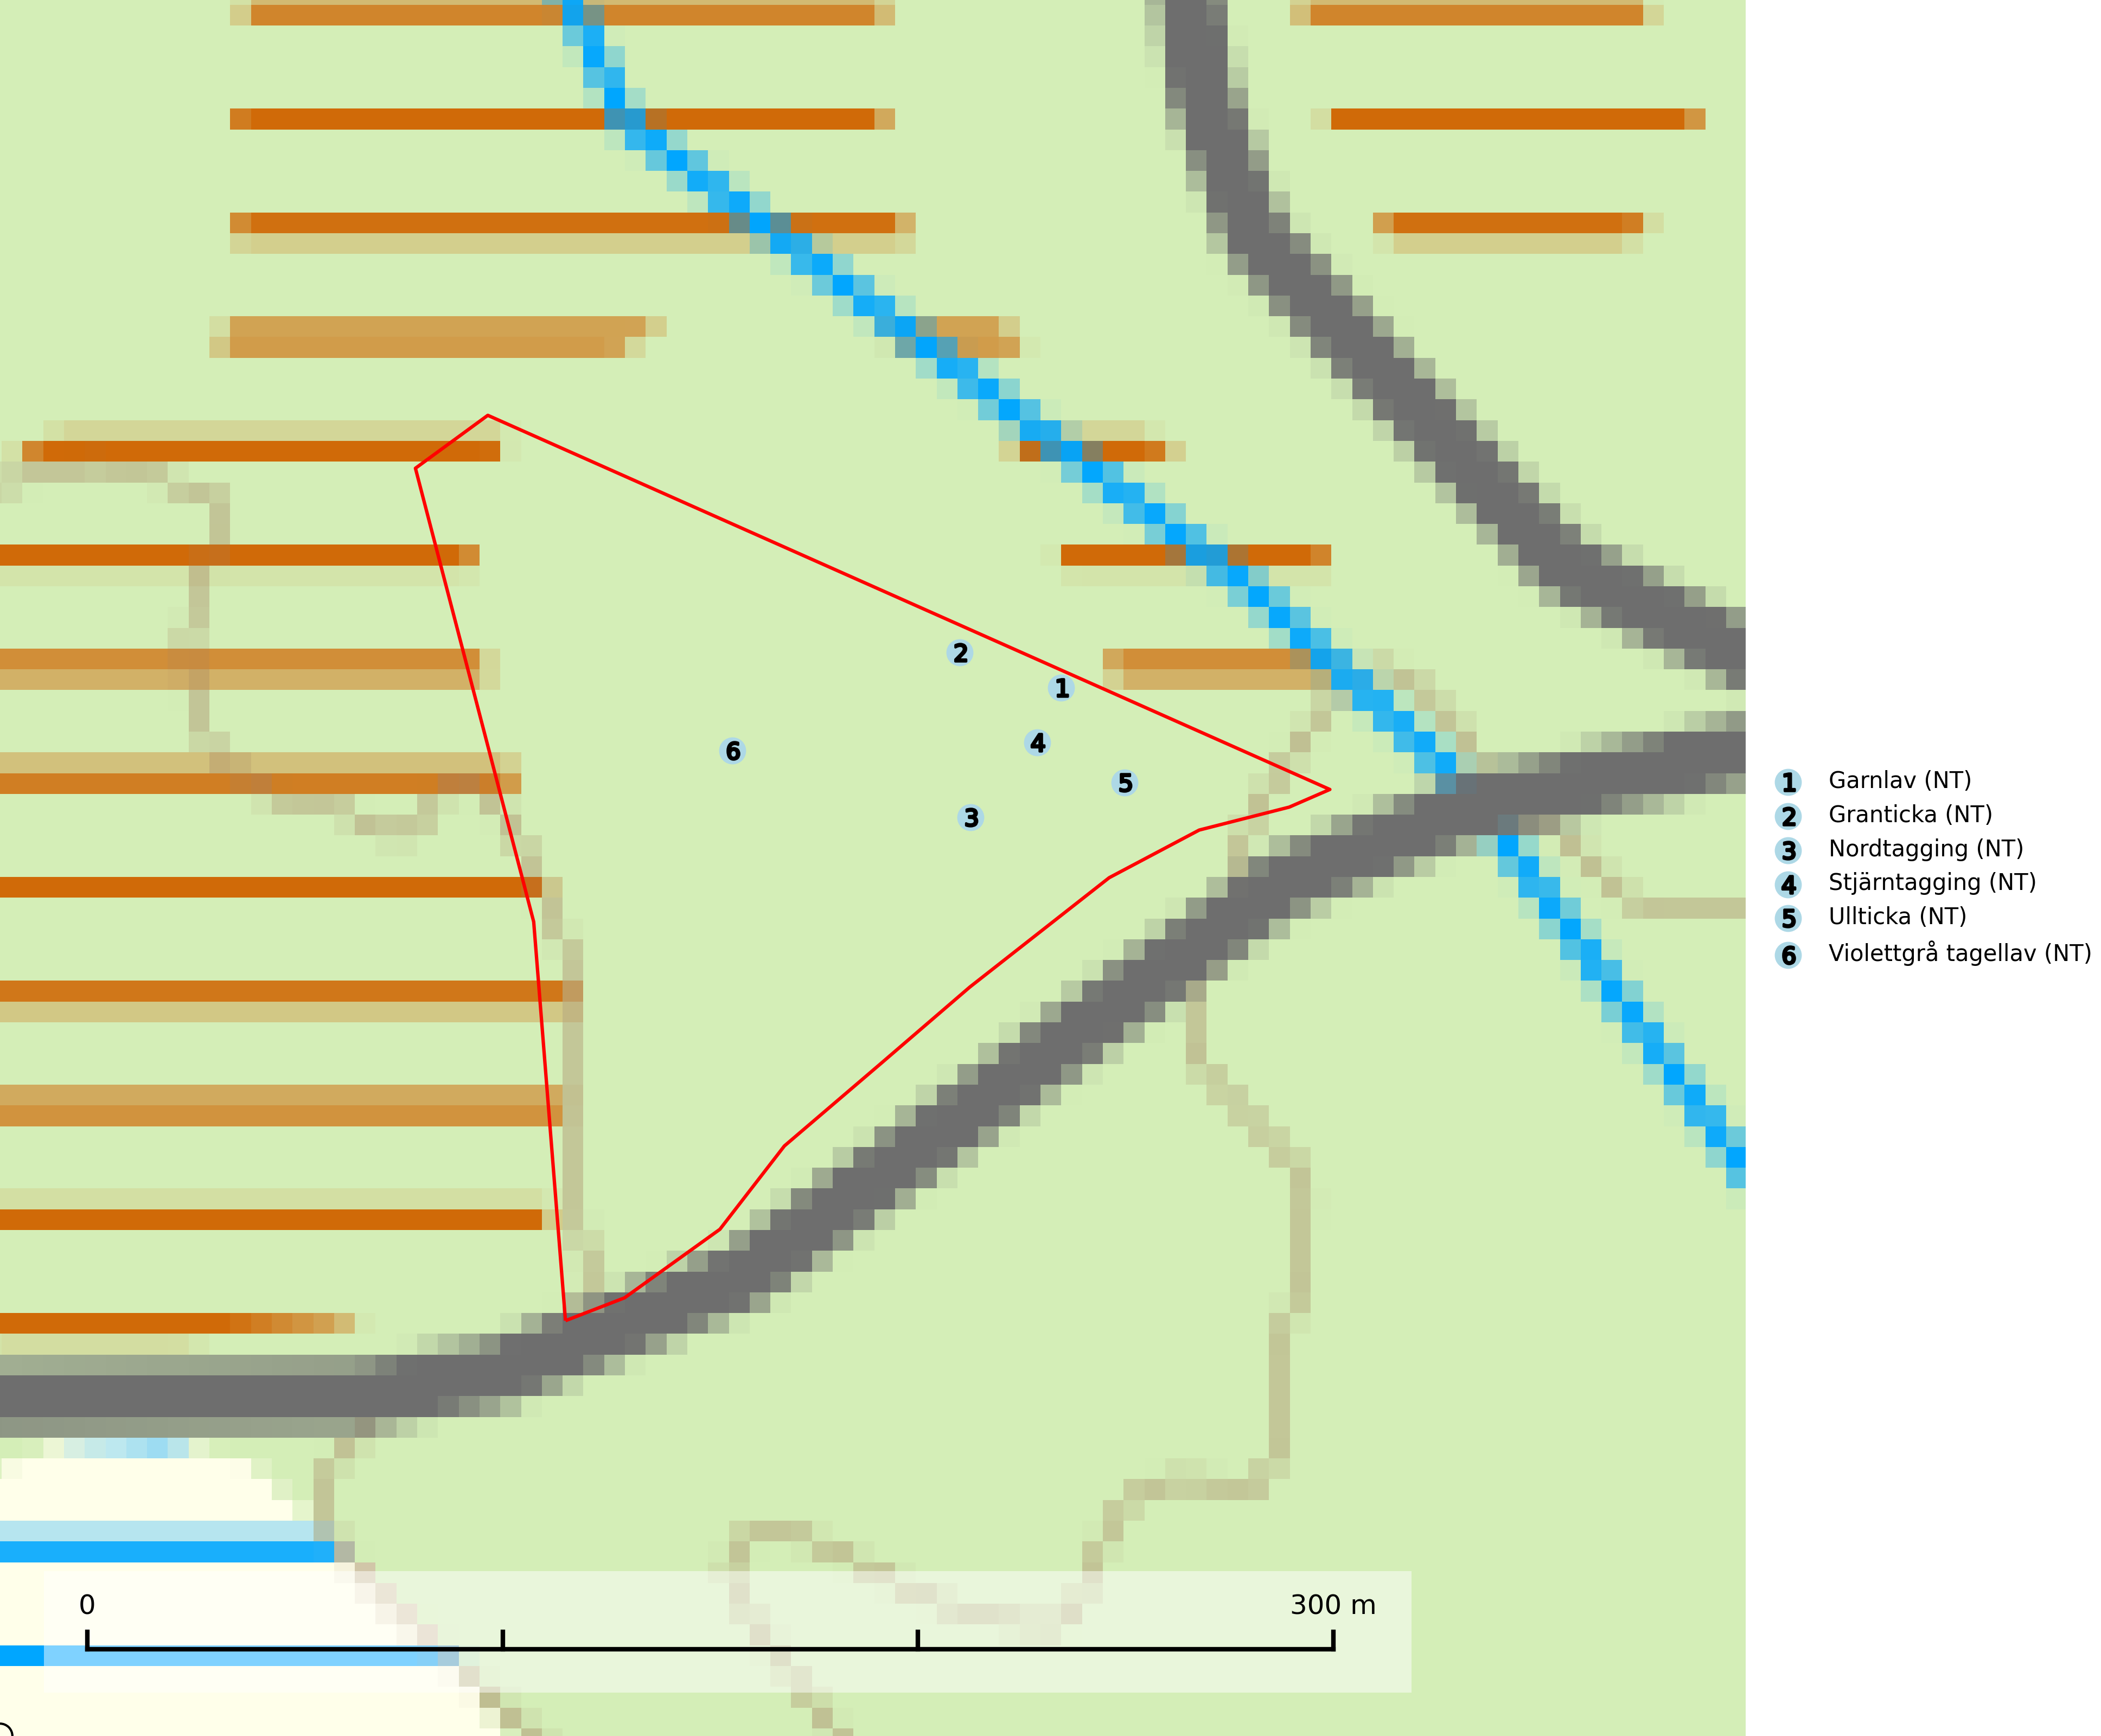 2
1
4
6
5
3
1 Garnlav (NT)
2 Granticka (NT)
3 Nordtagging (NT)
4 Stjärntagging (NT)
5 Ullticka (NT)
6 Violettgrå tagellav (NT)
0 300 m